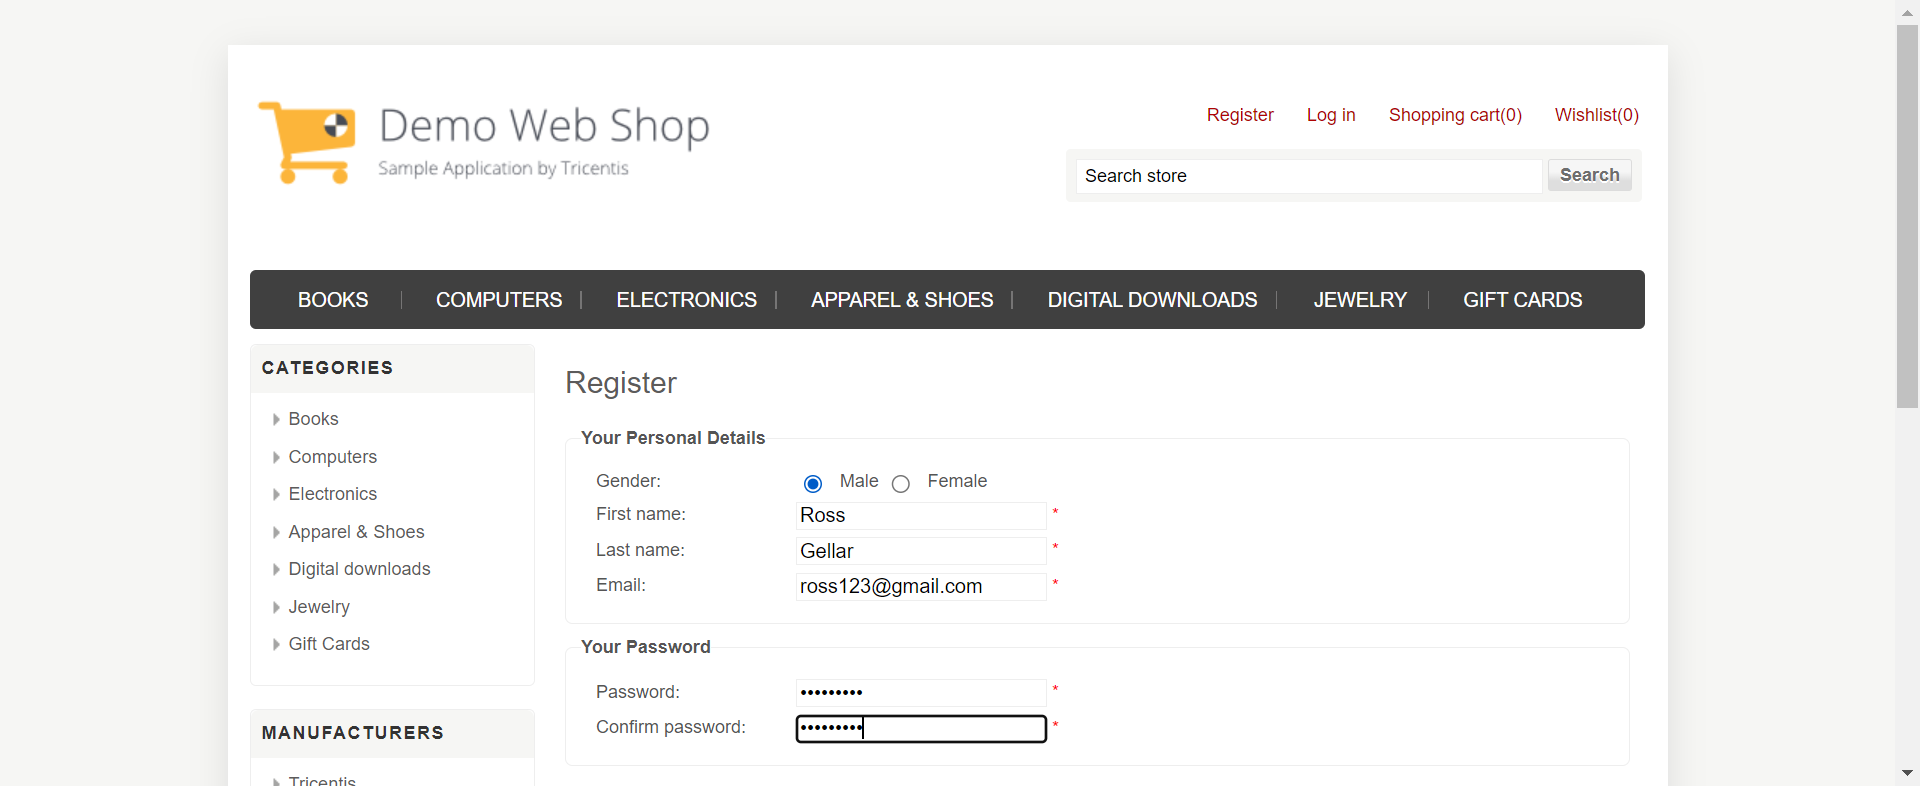 Demo Web Shop
Sample Application by Tricentis
Register Log in Shopping cart(0) Wishlist(0)
Search store Search
BOOKS COMPUTERS ELECTRONICS APPAREL & SHOES DIGITAL DOWNLOADS JEWELRY GIFT CARDS
CATEGORIES
Books
Computers
Electronics
Apparel & Shoes
Digital downloads
Jewelry
Gift Cards
MANUFACTURERS
Tricentis
Register
Your Personal Details
Gender: Male Female
First name: Ross *
Last name: Gellar *
Email: ross123@gmail.com *
Your Password
Password: ••••••••• *
Confirm password: ••••••••• *